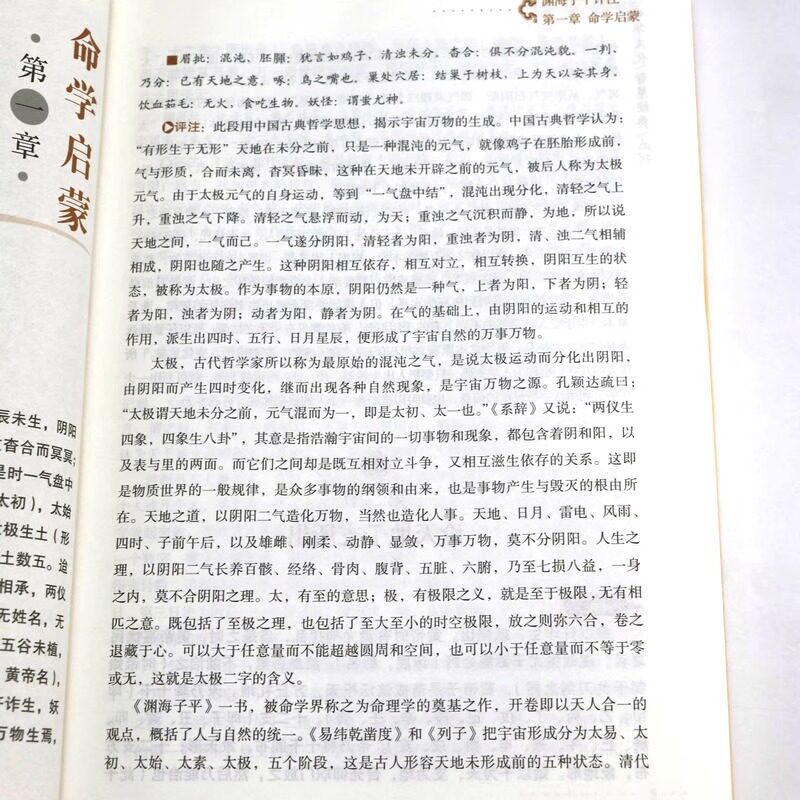 命学启蒙
·第一章·
辰未生，阴阳
杳合而冥冥；
是时一气盘中
太初），太始
极生土（形
土数五。迨
相承，两仪
无姓名，无
五谷未植，
黄帝名，
奸诈生，妖
万物生焉，
渊海子平评注
第一章 命学启蒙
■眉批：混沌、胚腪：犹言如鸡子，清浊未分。杳合：俱不分混沌貌。一判、
乃分：已有天地之意。啄：鸟之嘴也。巢处穴居：结巢于树枝，上为天以安其身。
饮血茹毛：无火，食吃生物。妖怪：谓蚩尤神。
评注：此段用中国古典哲学思想，揭示宇宙万物的生成。中国古典哲学认为：
“有形生于无形”天地在未分之前，只是一种混沌的元气，就像鸡子在胚胎形成前，
气与形质，合而未离，杳冥昏昧，这种在天地未开辟之前的元气，被后人称为太极
元气。由于太极元气的自身运动，等到“一气盘中结”，混沌出现分化，清轻之气上
升，重浊之气下降。清轻之气悬浮而动，为天；重浊之气沉积而静，为地，所以说
天地之间，一气而已。一气遂分阴阳，清轻者为阳，重浊者为阴，清、浊二气相辅
相成，阴阳也随之产生。这种阴阳相互依存，相互对立，相互转换，阴阳互生的状
态，被称为太极。作为事物的本原，阴阳仍然是一种气，上者为阳，下者为阴；轻
者为阳，浊者为阴；动者为阳，静者为阴。在气的基础上，由阴阳的运动和相互的
作用，派生出四时、五行、日月星辰，便形成了宇宙自然的万事万物。
太极，古代哲学家所以称为最原始的混沌之气，是说太极运动而分化出阴阳，
由阴阳而产生四时变化，继而出现各种自然现象，是宇宙万物之源。孔颖达疏曰：
“太极谓天地未分之前，元气混而为一，即是太初、太一也。”《系辞》又说：“两仪生
四象，四象生八卦”，其意是指浩瀚宇宙间的一切事物和现象，都包含着阴和阳，以
及表与里的两面。而它们之间却是既互相对立斗争，又相互滋生依存的关系。这即
是物质世界的一般规律，是众多事物的纲领和由来，也是事物产生与毁灭的根由所
在。天地之道，以阴阳二气造化万物，当然也造化人事。天地、日月、雷电、风雨、
四时、子前午后，以及雄雌、刚柔、动静、显敛，万事万物，莫不分阴阳。人生之
理，以阴阳二气长养百骸、经络、骨肉、腹背、五脏、六腑，乃至七损八益，一身
之内，莫不合阴阳之理。太，有至的意思；极，有极限之义，就是至于极限，无有相
匹之意。既包括了至极之理，也包括了至大至小的时空极限，放之则弥六合，卷之
退藏于心。可以大于任意量而不能超越圆周和空间，也可以小于任意量而不等于零
或无，这就是太极二字的含义。
《渊海子平》一书，被命学界称之为命理学的奠基之作，开卷即以天人合一的
观点，概括了人与自然的统一。《易纬乾凿度》和《列子》把宇宙形成分为太易、太
初、太始、太素、太极，五个阶段，这是古人形容天地未形成前的五种状态。清代